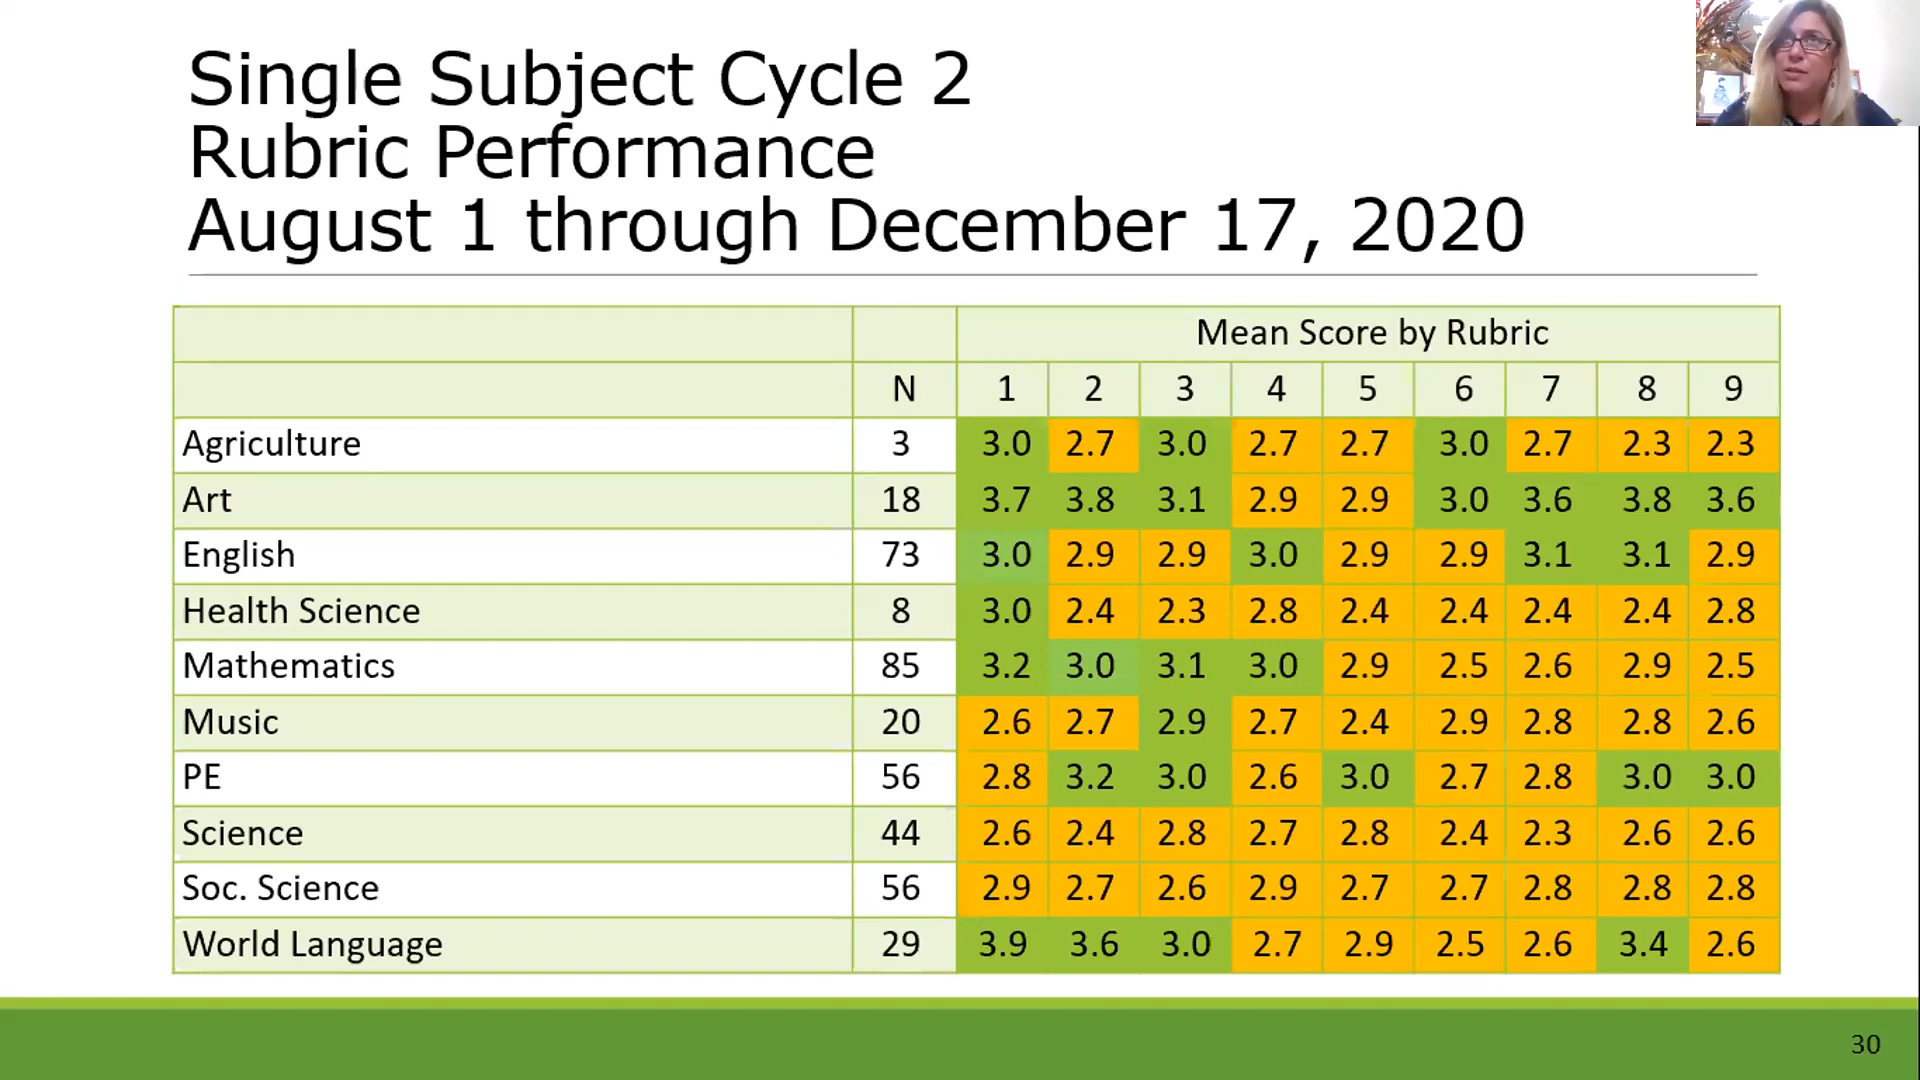 Single Subject Cycle 2
Rubric Performance
August 1 through December 17, 2020
Mean Score by Rubric
N 1 2 3 4 5 6 7 8 9
Agriculture 3 3.0 2.7 3.0 2.7 2.7 3.0 2.7 2.3 2.3
Art 18 3.7 3.8 3.1 2.9 2.9 3.0 3.6 3.8 3.6
English 73 3.0 2.9 2.9 3.0 2.9 2.9 3.1 3.1 2.9
Health Science 8 3.0 2.4 2.3 2.8 2.4 2.4 2.4 2.4 2.8
Mathematics 85 3.2 3.0 3.1 3.0 2.9 2.5 2.6 2.9 2.5
Music 20 2.6 2.7 2.9 2.7 2.4 2.9 2.8 2.8 2.6
PE 56 2.8 3.2 3.0 2.6 3.0 2.7 2.8 3.0 3.0
Science 44 2.6 2.4 2.8 2.7 2.8 2.4 2.3 2.6 2.6
Soc. Science 56 2.9 2.7 2.6 2.9 2.7 2.7 2.8 2.8 2.8
World Language 29 3.9 3.6 3.0 2.7 2.9 2.5 2.6 3.4 2.6
30